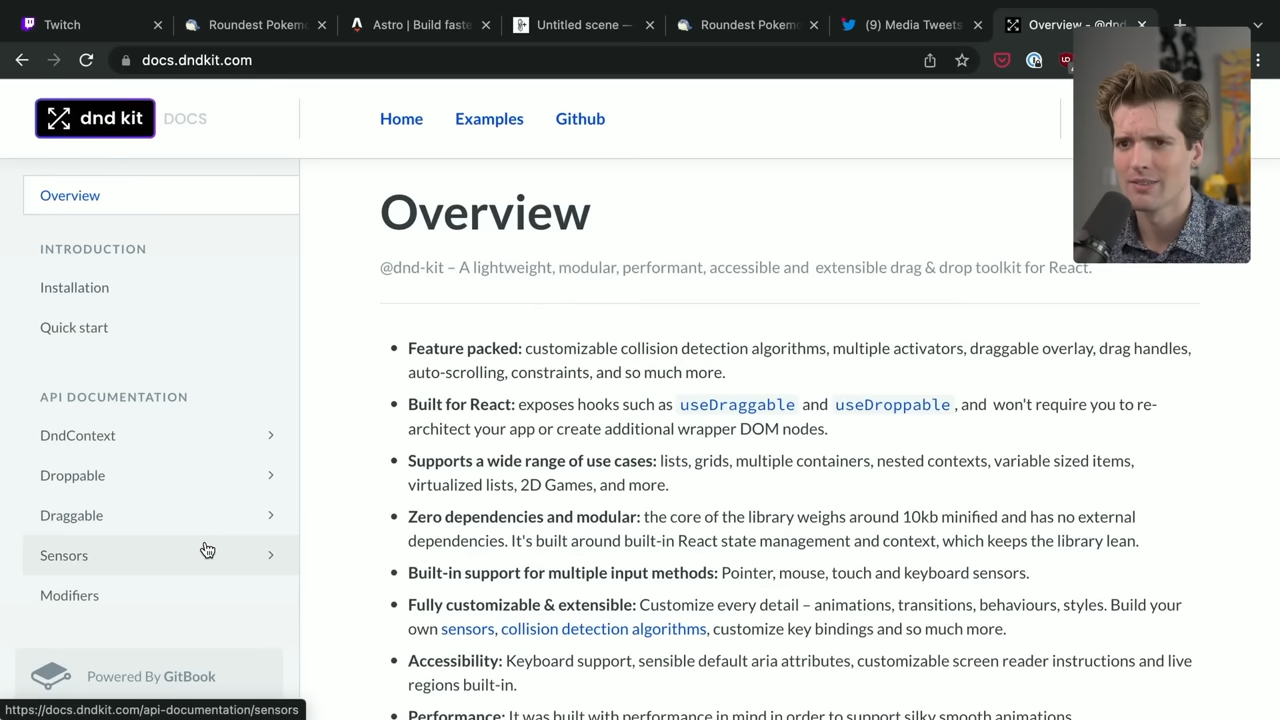 Twitch
Roundest Pokem
Astro | Build faste
Untitled scene —
Roundest Pokem
(9) Media Tweets
Overview - @dnd
docs.dndkit.com
dnd kit DOCS
Home
Examples
Github
Overview
INTRODUCTION
Installation
Quick start
API DOCUMENTATION
DndContext
Droppable
Draggable
Sensors
Modifiers
Powered By GitBook
https://docs.dndkit.com/api-documentation/sensors
Overview
@dnd-kit – A lightweight, modular, performant, accessible and extensible drag & drop toolkit for React.
Feature packed: customizable collision detection algorithms, multiple activators, draggable overlay, drag handles,
auto-scrolling, constraints, and so much more.
Built for React: exposes hooks such as useDraggable and useDroppable, and won't require you to re-
architect your app or create additional wrapper DOM nodes.
Supports a wide range of use cases: lists, grids, multiple containers, nested contexts, variable sized items,
virtualized lists, 2D Games, and more.
Zero dependencies and modular: the core of the library weighs around 10kb minified and has no external
dependencies. It's built around built-in React state management and context, which keeps the library lean.
Built-in support for multiple input methods: Pointer, mouse, touch and keyboard sensors.
Fully customizable & extensible: Customize every detail – animations, transitions, behaviours, styles. Build your
own sensors, collision detection algorithms, customize key bindings and so much more.
Accessibility: Keyboard support, sensible default aria attributes, customizable screen reader instructions and live
regions built-in.
Performance: It was built with performance in mind in order to support silky smooth animations.